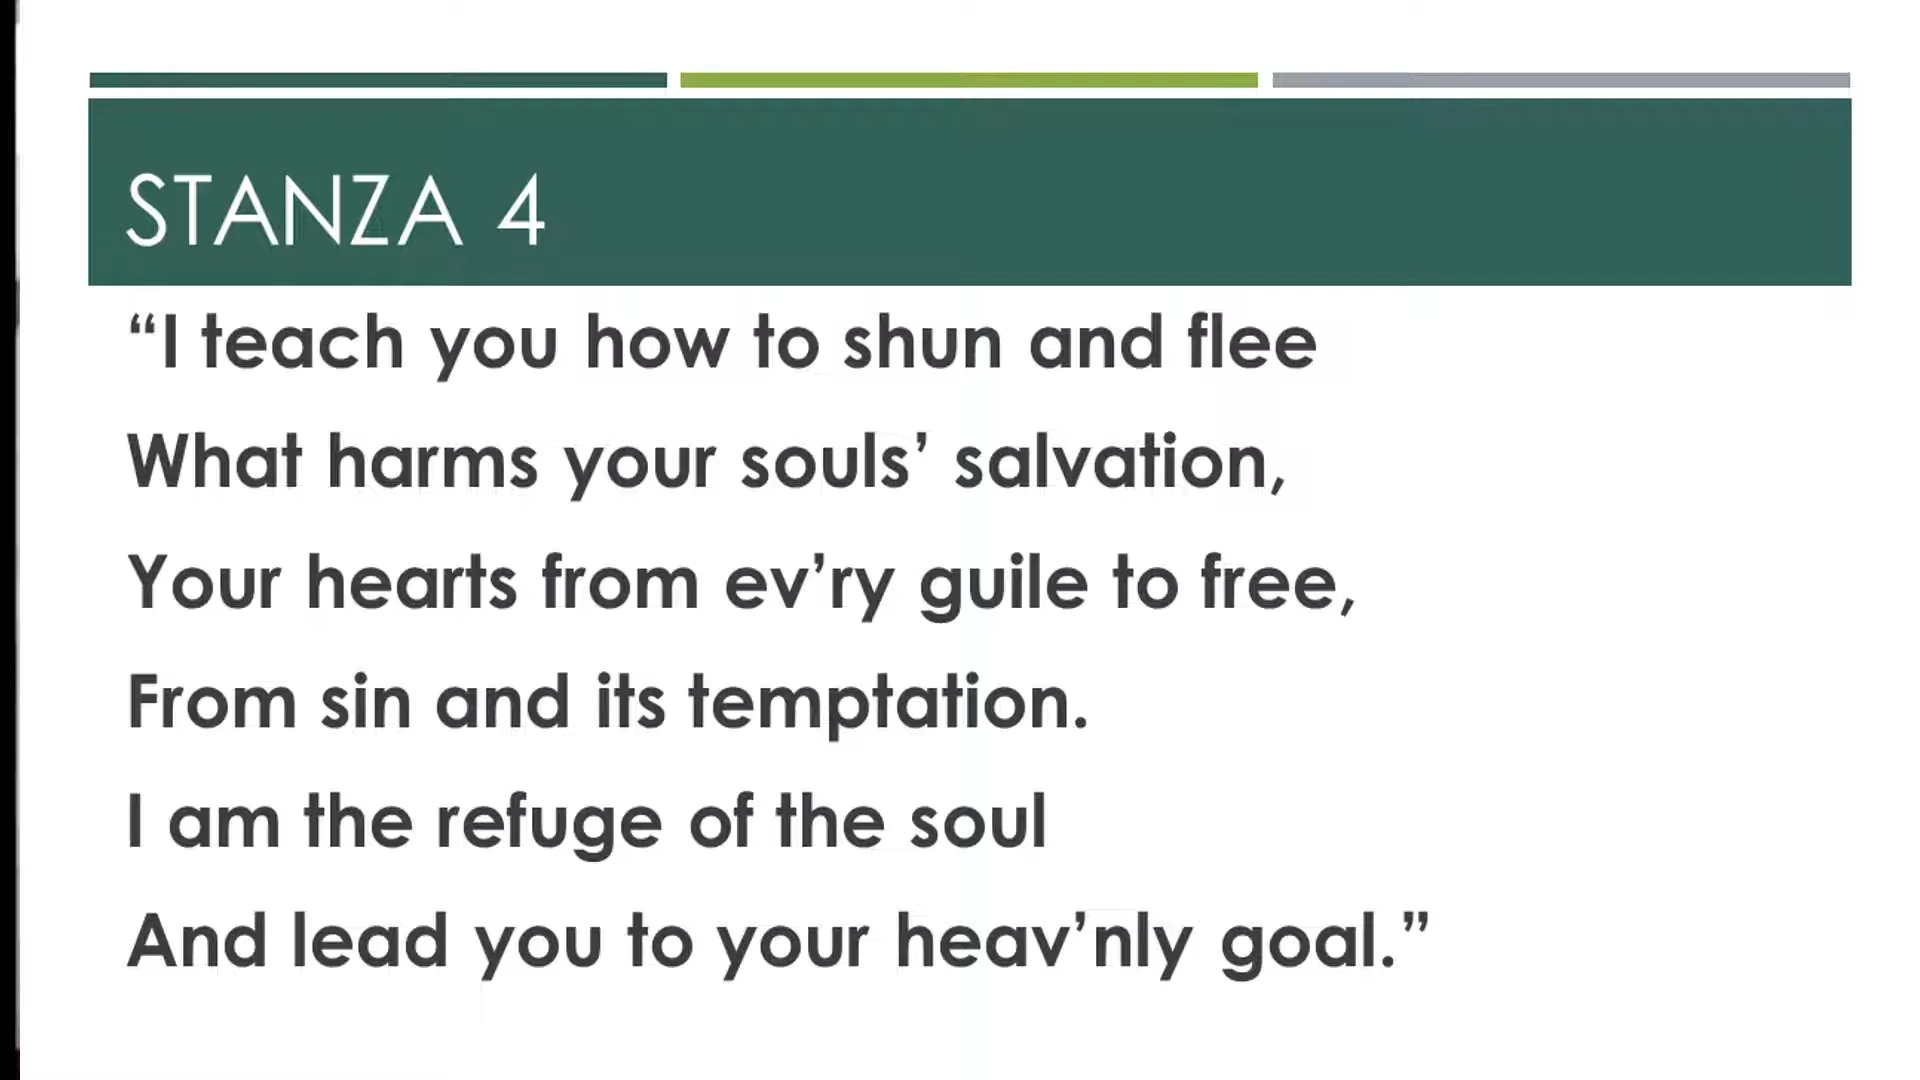 STANZA 4
“I teach you how to shun and flee
What harms your souls’ salvation,
Your hearts from ev’ry guile to free,
From sin and its temptation.
I am the refuge of the soul
And lead you to your heav’nly goal.”